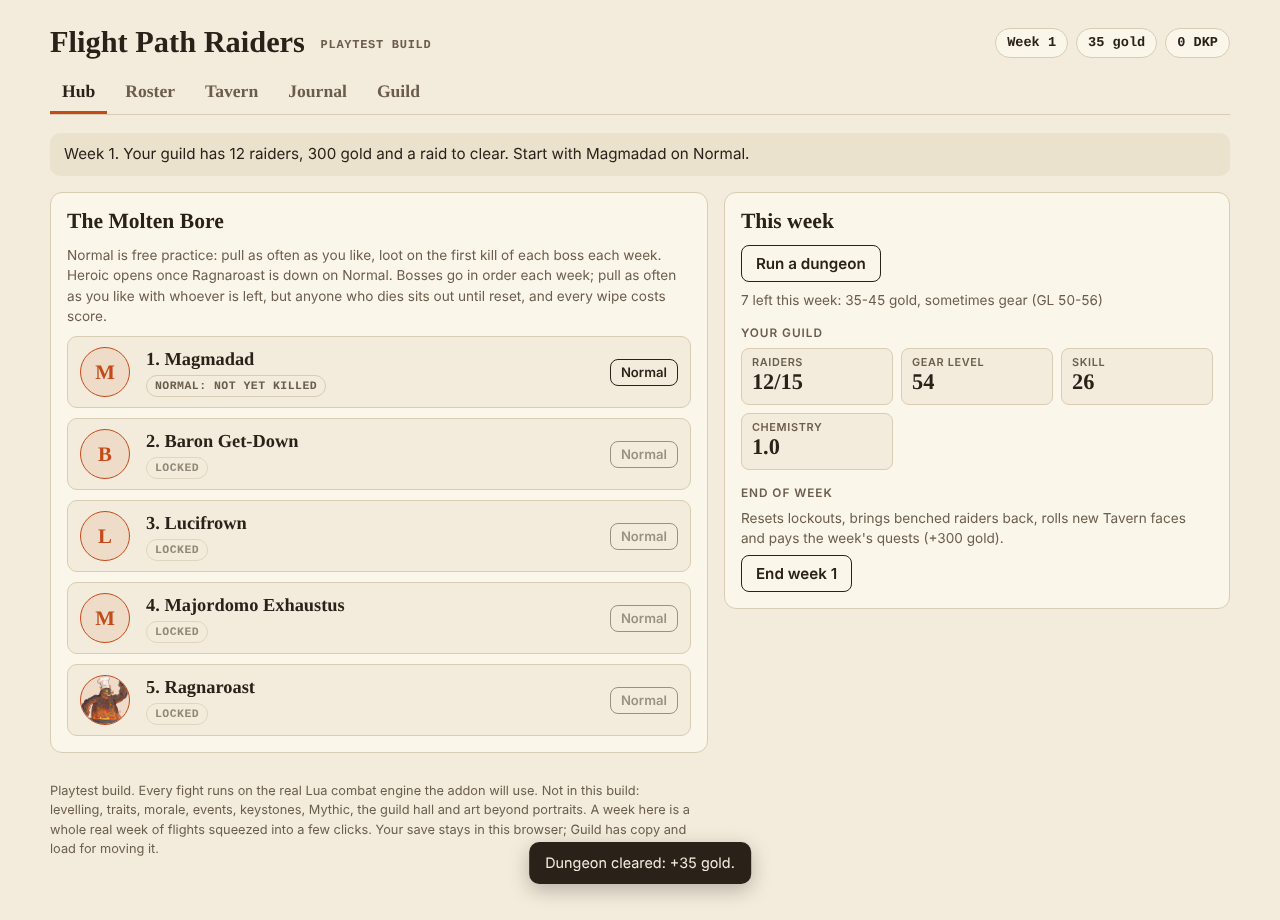 Flight Path Raiders
PLAYTEST BUILD
Week 1
35 gold
0 DKP
Hub
Roster
Tavern
Journal
Guild
Week 1. Your guild has 12 raiders, 300 gold and a raid to clear. Start with Magmadad on Normal.
The Molten Bore
Normal is free practice: pull as often as you like, loot on the first kill of each boss each week.
Heroic opens once Ragnaroast is down on Normal. Bosses go in order each week; pull as often
as you like with whoever is left, but anyone who dies sits out until reset, and every wipe costs
score.
M
1. Magmadad
NORMAL: NOT YET KILLED
Normal
B
2. Baron Get-Down
LOCKED
Normal
L
3. Lucifrown
LOCKED
Normal
M
4. Majordomo Exhaustus
LOCKED
Normal
5. Ragnaroast
LOCKED
Normal
This week
Run a dungeon
7 left this week: 35-45 gold, sometimes gear (GL 50-56)
YOUR GUILD
RAIDERS
12/15
GEAR LEVEL
54
SKILL
26
CHEMISTRY
1.0
END OF WEEK
Resets lockouts, brings benched raiders back, rolls new Tavern faces
and pays the week's quests (+300 gold).
End week 1
Playtest build. Every fight runs on the real Lua combat engine the addon will use. Not in this build:
levelling, traits, morale, events, keystones, Mythic, the guild hall and art beyond portraits. A week here is a
whole real week of flights squeezed into a few clicks. Your save stays in this browser; Guild has copy and
load for moving it.
Dungeon cleared: +35 gold.